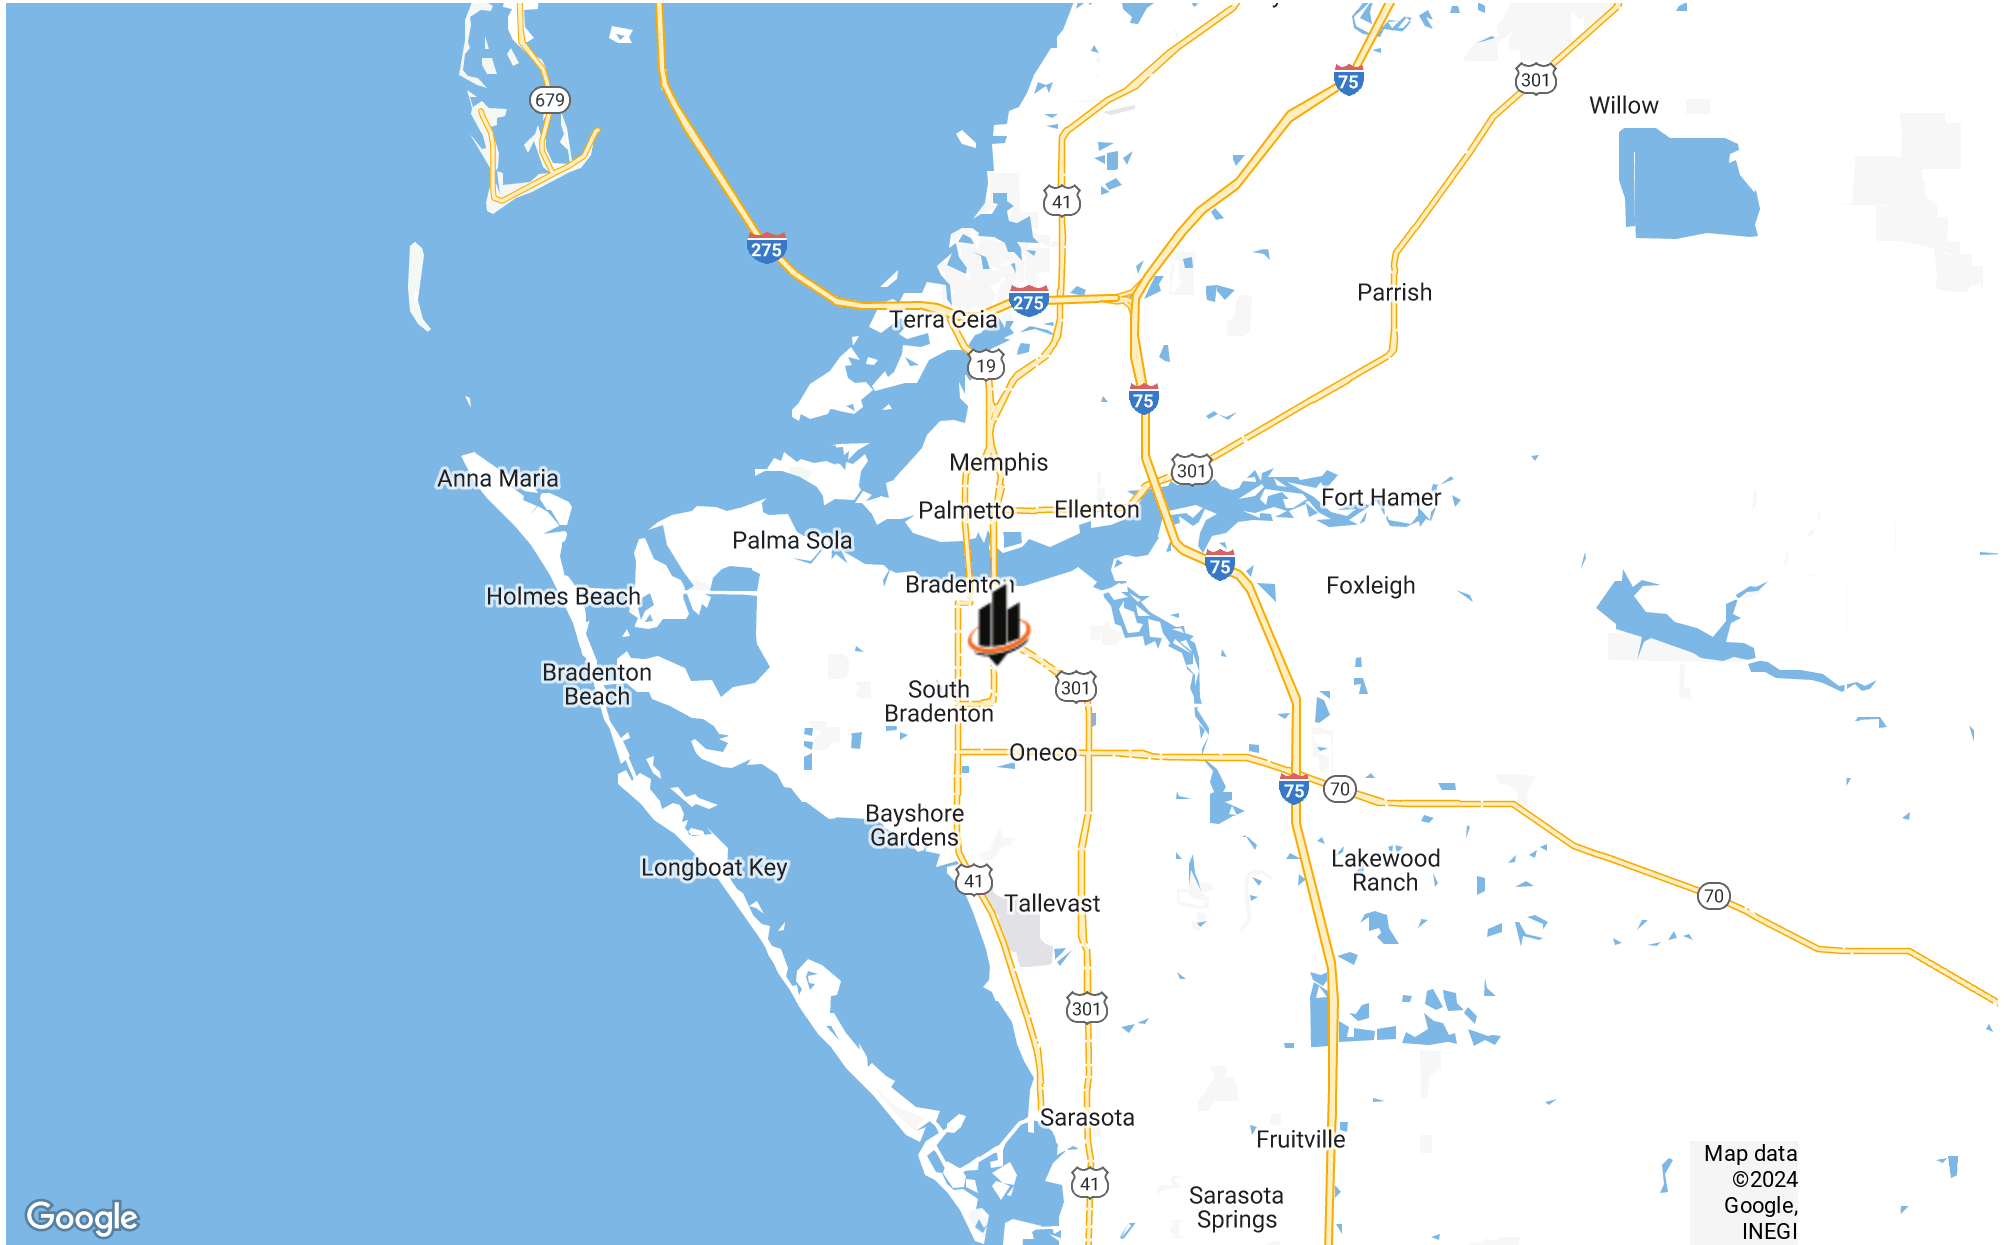 679
75
301
Willow
41
275
275
Parrish
Terra Ceia
19
75
Memphis
301
Anna Maria
Fort Hamer
Palmetto
Ellenton
Palma Sola
75
Bradenton
Foxleigh
Holmes Beach
Bradenton
Beach
South
Bradenton
301
Oneco
75
70
Bayshore
Gardens
Longboat Key
Lakewood
Ranch
41
70
Tallevast
301
Sarasota
Fruitville
41
Sarasota
Springs
Map data
©2024
Google,
INEGI
Google